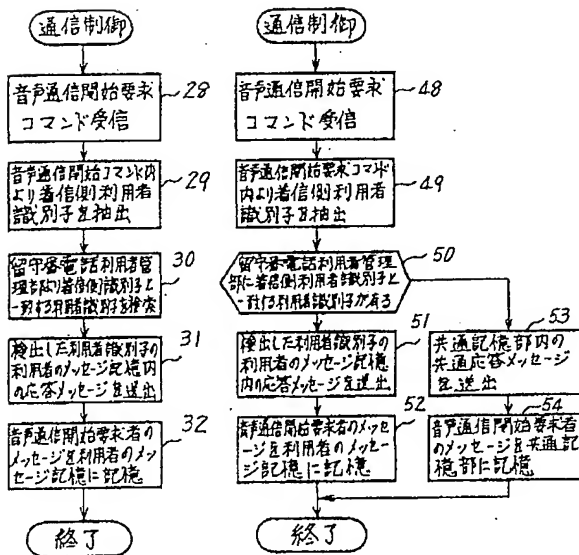 通信制御
音声通信開始要求
コマンド受信
28
音声通信開始コマンド内
より着信側利用者
識別子を抽出
29
留守番電話利用者管
理部より着信側識別子と
一致する利用者識別子を検索
30
検出した利用者識別子の
利用者のメッセージ記憶内
の応答メッセージを送出
31
音声通信開始要求者の
メッセージを利用者のメッ
セージ記憶に記憶
32
終了
通信制御
音声通信開始要求
コマンド受信
48
音声通信開始要求コマンド
内より着信側利用者
識別子を抽出
49
留守番電話利用者管理
部に着信側利用者識別子と
一致する利用者識別子がある
50
検出した利用者識別子の
利用者のメッセージ記憶
内の応答メッセージを送出
51
音声通信開始要求者のメッセ
ージを利用者のメッセー
ジ記憶に記憶
52
共通記憶部内の
共通応答メッセージ
を送出
53
音声通信開始要求者
のメッセージを共通記
憶部に記憶
54
終了